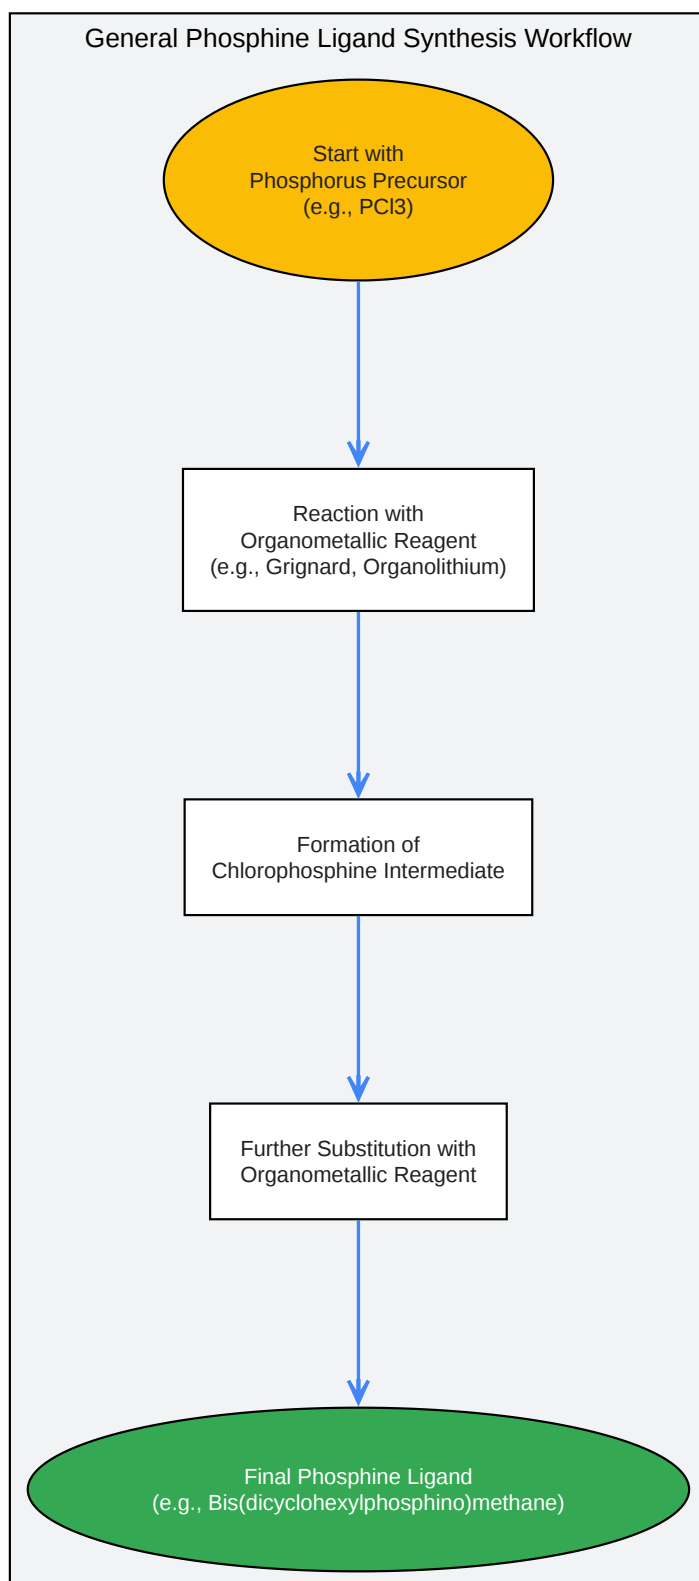 General Phosphine Ligand Synthesis Workflow
Start with
Phosphorus Precursor
(e.g., PCl3)
Reaction with
Organometallic Reagent
(e.g., Grignard, Organolithium)
Formation of
Chlorophosphine Intermediate
Further Substitution with
Organometallic Reagent
Final Phosphine Ligand
(e.g., Bis(dicyclohexylphosphino)methane)